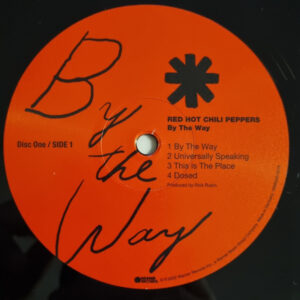 By
the
Way
RED HOT CHILI PEPPERS
By The Way
Disc One / SIDE 1
1 By The Way
2 Universally Speaking
3 This Is The Place
4 Dosed
Produced by Rick Rubin